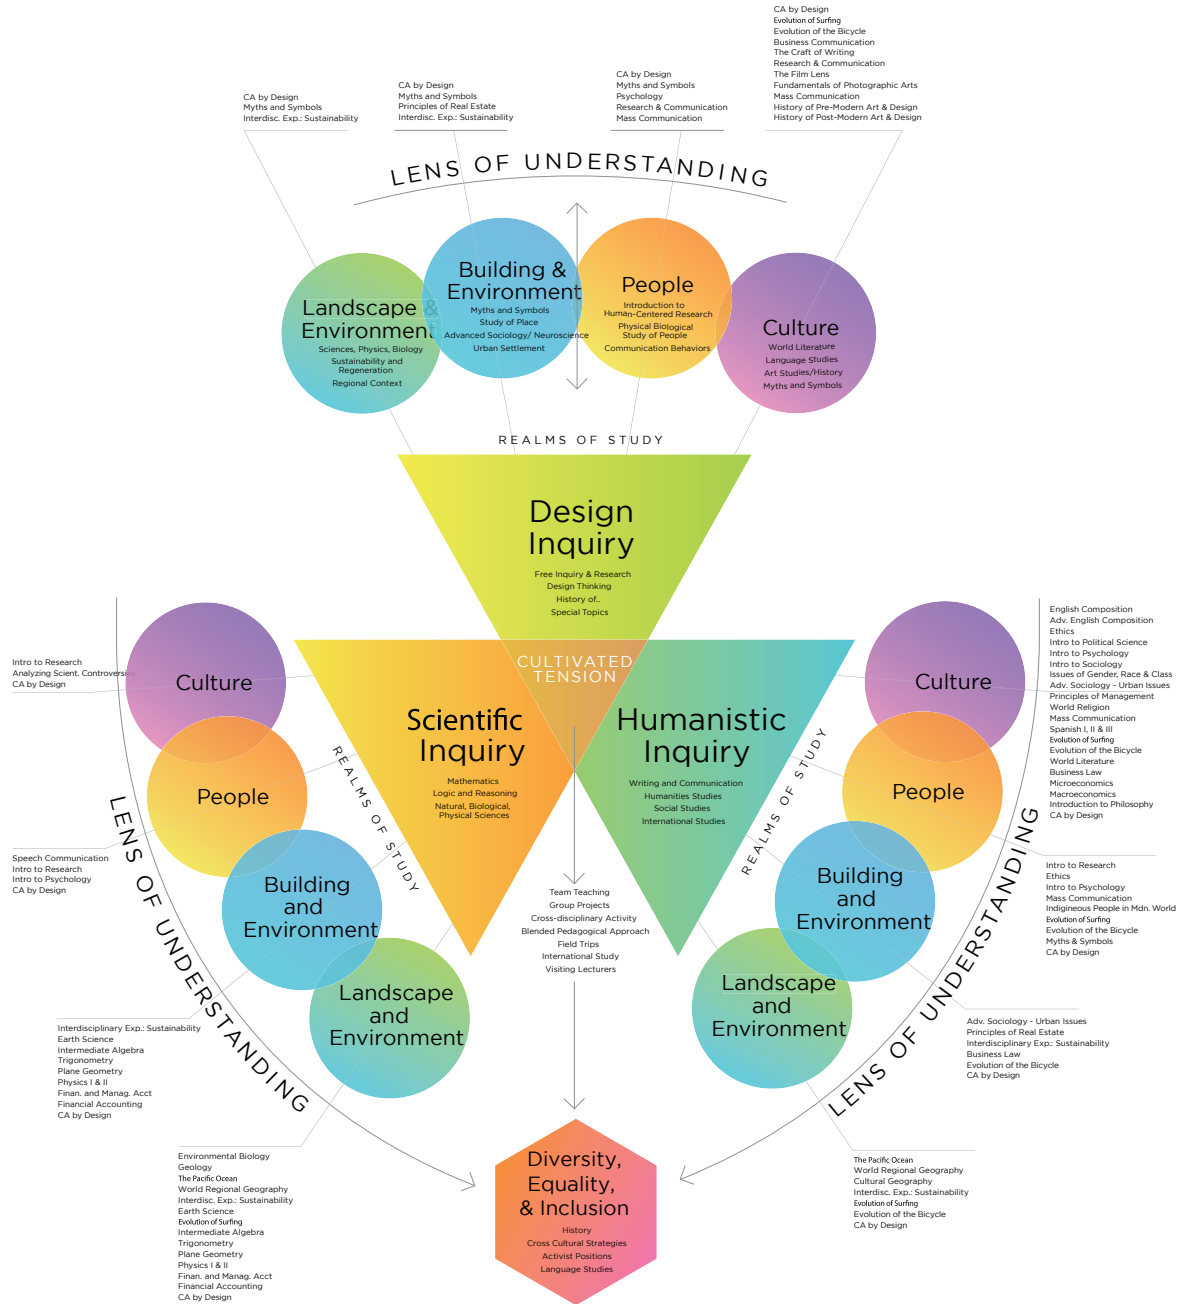 CA by Design
Evolution of Surfing
Evolution of the Bicycle
Business Communication
The Craft of Writing
Research & Communication
The Film Lens
Fundamentals of Photographic Arts
Mass Communication
History of Pre-Modern Art & Design
History of Post-Modern Art & Design
CA by Design
Myths and Symbols
Psychology
Research & Communication
Mass Communication
CA by Design
Myths and Symbols
Principles of Real Estate
Interdisc. Exp.: Sustainability
CA by Design
Myths and Symbols
Interdisc. Exp.: Sustainability
LENS OF UNDERSTANDING
Landscape &
Environment
Sciences, Physics, Biology
Sustainability and
Regeneration
Regional Context
Building &
Environment
Myths and Symbols
Study of Place
Advanced Sociology/ Neuroscience
Urban Settlement
People
Introduction to
Human-Centered Research
Physical Biological
Study of People
Communication Behaviors
Culture
World Literature
Language Studies
Art Studies/History
Myths and Symbols
REALMS OF STUDY
Design
Inquiry
Free Inquiry & Research
Design Thinking
History of..
Special Topics
CULTIVATED
TENSION
Scientific
Inquiry
Mathematics
Logic and Reasoning
Natural, Biological,
Physical Sciences
Humanistic
Inquiry
Writing and Communication
Humanities Studies
Social Studies
International Studies
REALMS OF STUDY
REALMS OF STUDY
Intro to Research
Analyzing Scient. Controversies
CA by Design
Culture
People
Building
and
Environment
Landscape
and
Environment
LENS OF UNDERSTANDING
Speech Communication
Intro to Research
Intro to Psychology
CA by Design
Interdisciplinary Exp.: Sustainability
Earth Science
Intermediate Algebra
Trigonometry
Plane Geometry
Physics I & II
Finan. and Manag. Acct
Financial Accounting
CA by Design
Environmental Biology
Geology
The Pacific Ocean
World Regional Geography
Interdisc. Exp.: Sustainability
Earth Science
Evolution of Surfing
Intermediate Algebra
Trigonometry
Plane Geometry
Physics I & II
Finan. and Manag. Acct
Financial Accounting
CA by Design
Team Teaching
Group Projects
Cross-disciplinary Activity
Blended Pedagogical Approach
Field Trips
International Study
Visiting Lecturers
Culture
People
Building
and
Environment
Landscape
and
Environment
LENS OF UNDERSTANDING
English Composition
Adv. English Composition
Ethics
Intro to Political Science
Intro to Psychology
Intro to Sociology
Issues of Gender, Race & Class
Adv. Sociology - Urban Issues
Principles of Management
World Religion
Mass Communication
Spanish I, II & III
Evolution of Surfing
Evolution of the Bicycle
World Literature
Business Law
Microeconomics
Macroeconomics
Introduction to Philosophy
CA by Design
Intro to Research
Ethics
Intro to Psychology
Mass Communication
Indigineous People in Mdn. World
Evolution of Surfing
Evolution of the Bicycle
Myths & Symbols
CA by Design
Adv. Sociology - Urban Issues
Principles of Real Estate
Interdisciplinary Exp.: Sustainability
Business Law
Evolution of the Bicycle
CA by Design
The Pacific Ocean
World Regional Geography
Cultural Geography
Interdisc. Exp.: Sustainability
Evolution of Surfing
Evolution of the Bicycle
CA by Design
Diversity,
Equality,
& Inclusion
History
Cross Cultural Strategies
Activist Positions
Language Studies